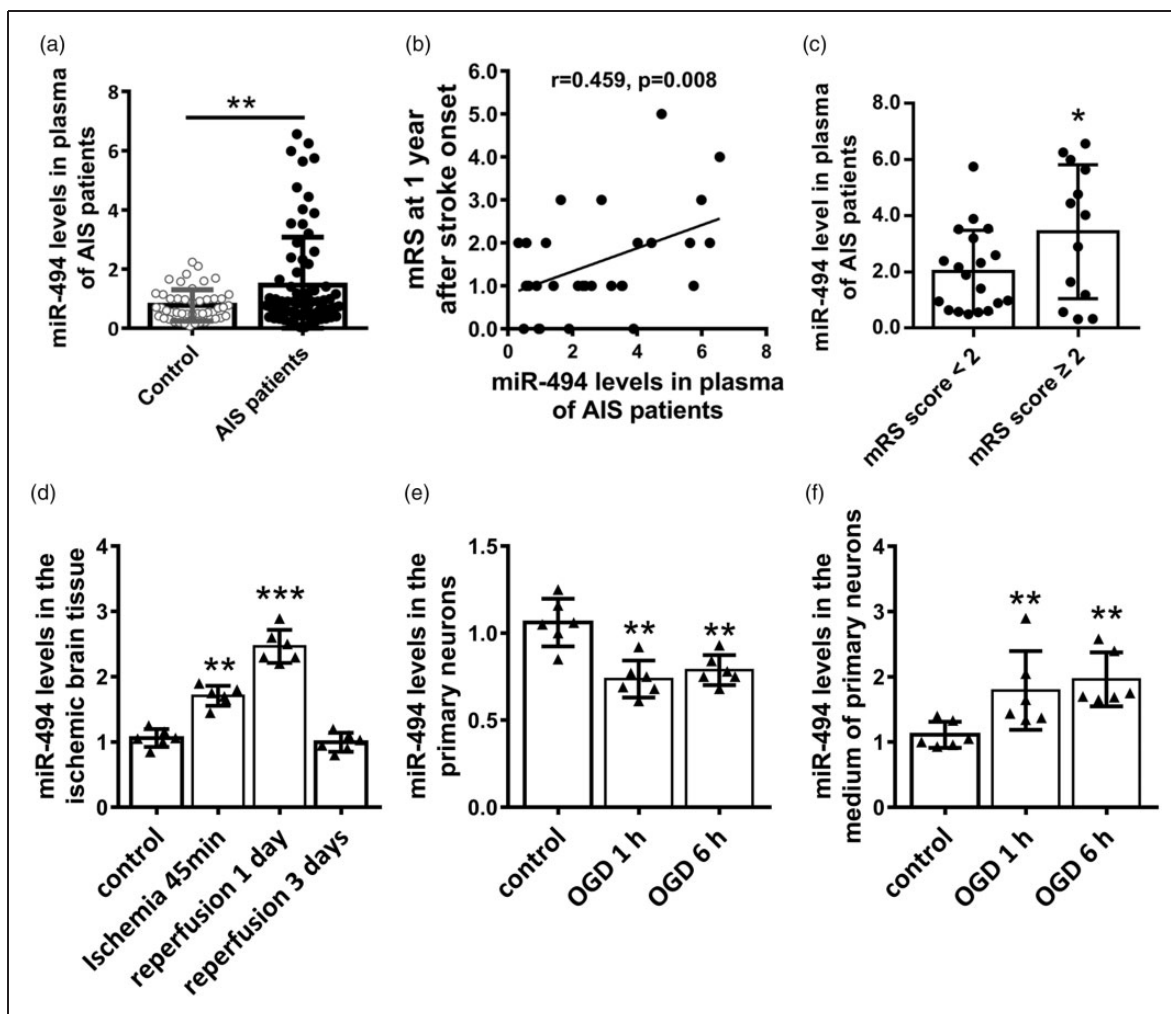 (a)
miR-494 levels in plasma
of AIS patients
**
8
6
4
2
0
Control
AIS patients
(b)
mRS at 1 year
after stroke onset
r=0.459, p=0.008
6.0
5.0
4.0
3.0
2.0
1.0
0.0
0
2
4
6
8
miR-494 levels in plasma
of AIS patients
(c)
miR-494 level in plasma
of AIS patients
*
8.0
6.0
4.0
2.0
0.0
mRS score < 2
mRS score ≥ 2
(d)
miR-494 levels in the
ischemic brain tissue
4
3
2
1
0
**
***
control
Ischemia 45min
reperfusion 1 day
reperfusion 3 days
(e)
miR-494 levels in the
primary neurons
1.5
1.0
0.5
0.0
**
**
control
OGD 1 h
OGD 6 h
(f)
miR-494 levels in the
medium of primary neurons
4
3
2
1
0
**
**
control
OGD 1 h
OGD 6 h